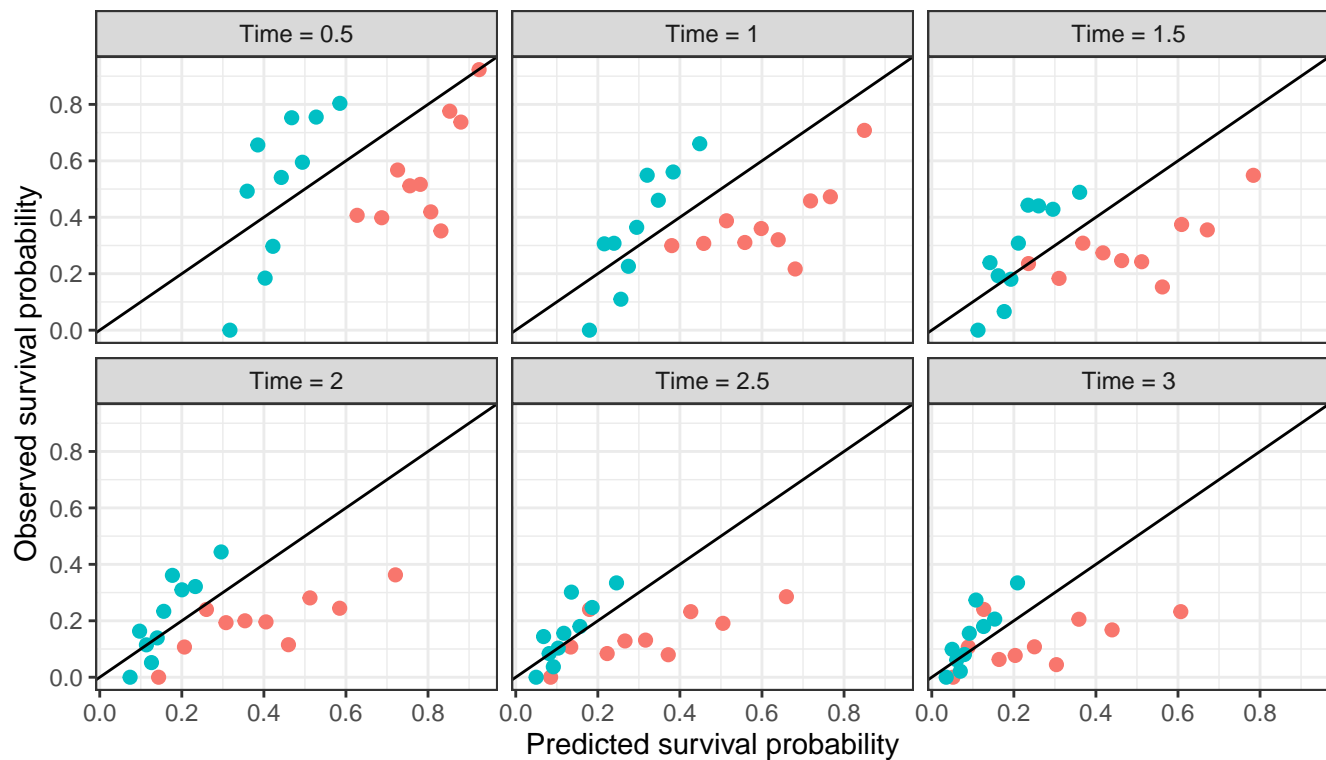 Time = 0.5
Time = 1
Time = 1.5
0.8
0.6
0.4
0.2
0.0
Time = 2
Time = 2.5
Time = 3
0.8
0.6
0.4
0.2
0.0
0.0 0.2 0.4 0.6 0.8
0.0 0.2 0.4 0.6 0.8
0.0 0.2 0.4 0.6 0.8
Observed survival probability
Predicted survival probability